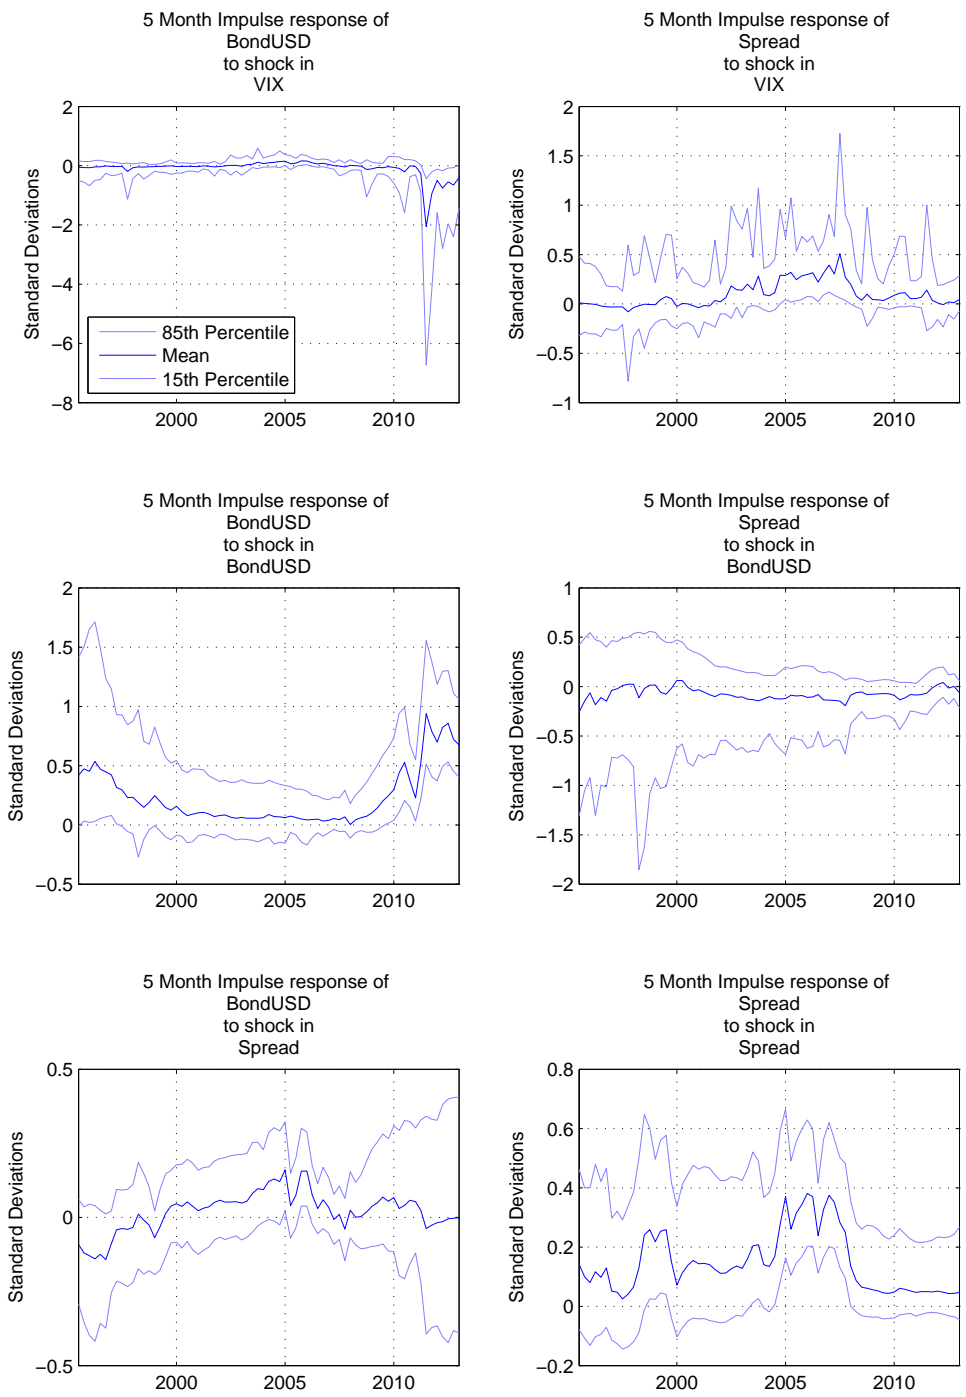 5 Month Impulse response of
BondUSD
to shock in
VIX
2
0
−2
−4
−6
−8
Standard Deviations
85th Percentile
Mean
15th Percentile
2000 2005 2010
5 Month Impulse response of
Spread
to shock in
VIX
2
1.5
1
0.5
0
−0.5
−1
Standard Deviations
2000 2005 2010
5 Month Impulse response of
BondUSD
to shock in
BondUSD
2
1.5
1
0.5
0
−0.5
Standard Deviations
2000 2005 2010
5 Month Impulse response of
Spread
to shock in
BondUSD
1
0.5
0
−0.5
−1
−1.5
−2
Standard Deviations
2000 2005 2010
5 Month Impulse response of
BondUSD
to shock in
Spread
0.5
0
−0.5
Standard Deviations
2000 2005 2010
5 Month Impulse response of
Spread
to shock in
Spread
0.8
0.6
0.4
0.2
0
−0.2
Standard Deviations
2000 2005 2010